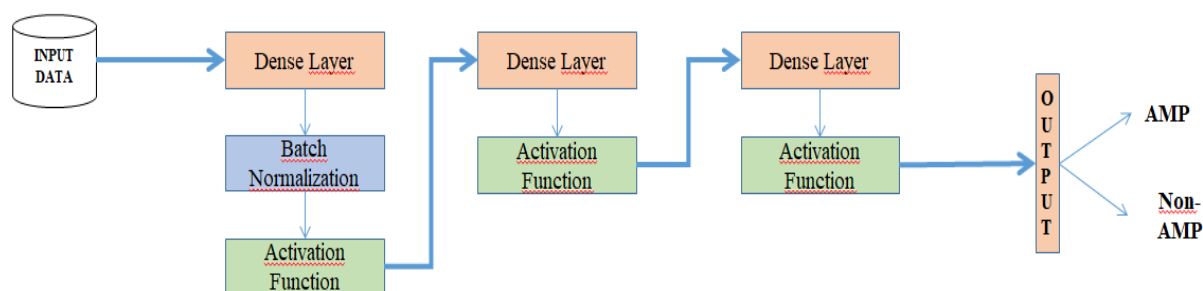 INPUT
DATA
Dense Layer
Batch
Normalization
Activation
Function
Dense Layer
Activation
Function
Dense Layer
Activation
Function
OUTPUT
AMP
Non-
AMP